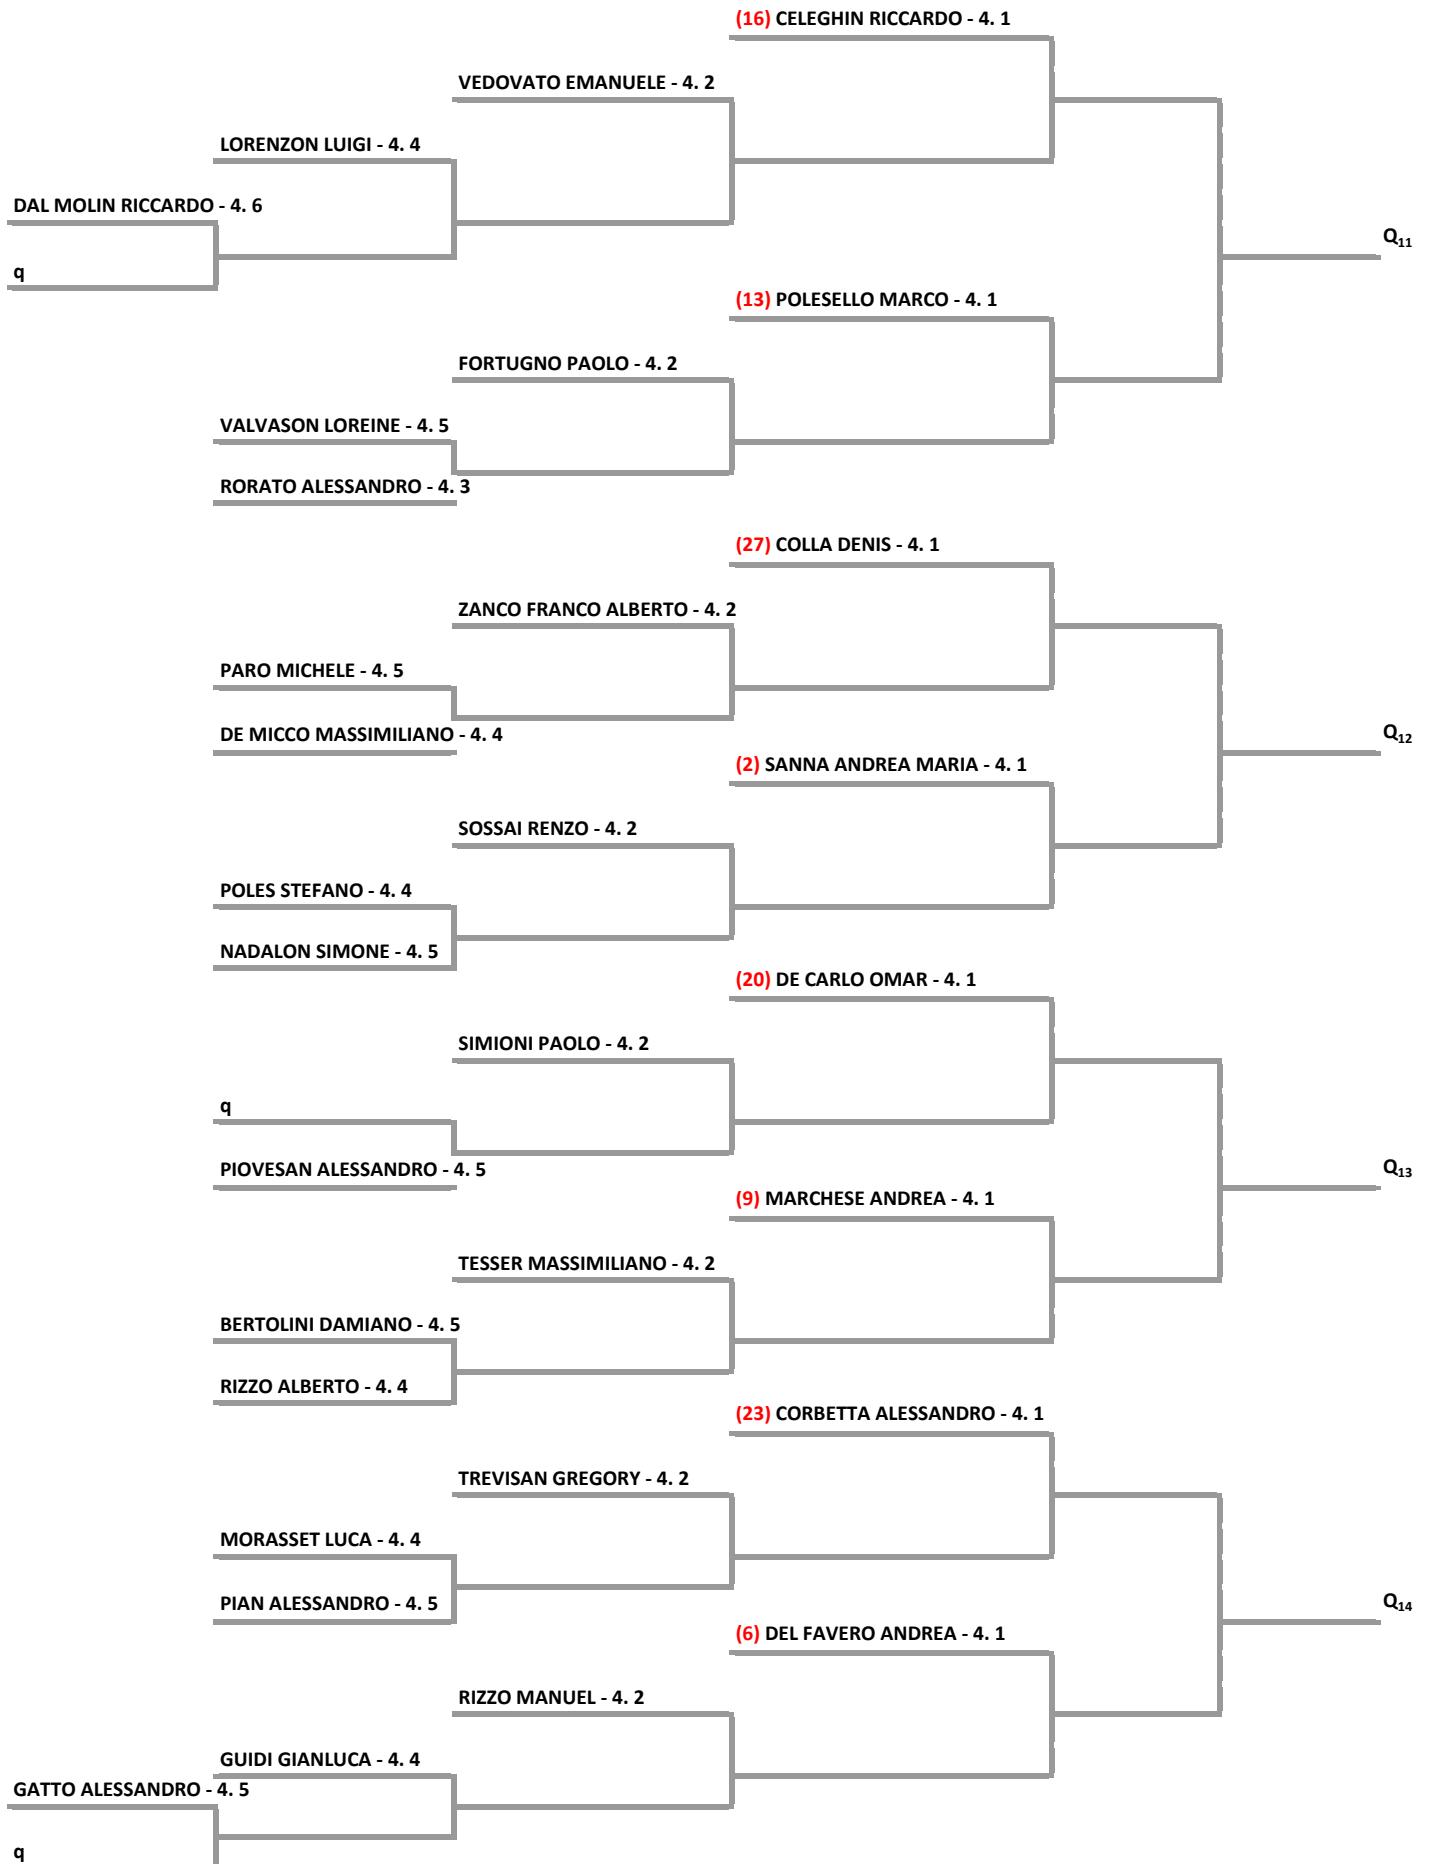 (16) CELEGHIN RICCARDO - 4. 1
VEDOVATO EMANUELE - 4. 2
LORENZON LUIGI - 4. 4
DAL MOLIN RICCARDO - 4. 6
Q11
q
(13) POLESELLO MARCO - 4. 1
FORTUGNO PAOLO - 4. 2
VALVASON LOREINE - 4. 5
RORATO ALESSANDRO - 4. 3
(27) COLLA DENIS - 4. 1
ZANCO FRANCO ALBERTO - 4. 2
PARO MICHELE - 4. 5
DE MICCO MASSIMILIANO - 4. 4
Q12
(2) SANNA ANDREA MARIA - 4. 1
SOSSAI RENZO - 4. 2
POLES STEFANO - 4. 4
NADALON SIMONE - 4. 5
(20) DE CARLO OMAR - 4. 1
SIMIONI PAOLO - 4. 2
q
PIOVESAN ALESSANDRO - 4. 5
Q13
(9) MARCHESE ANDREA - 4. 1
TESSER MASSIMILIANO - 4. 2
BERTOLINI DAMIANO - 4. 5
RIZZO ALBERTO - 4. 4
(23) CORBETTA ALESSANDRO - 4. 1
TREVISAN GREGORY - 4. 2
MORASSET LUCA - 4. 4
PIAN ALESSANDRO - 4. 5
Q14
(6) DEL FAVERO ANDREA - 4. 1
RIZZO MANUEL - 4. 2
GUIDI GIANLUCA - 4. 4
GATTO ALESSANDRO - 4. 5
q